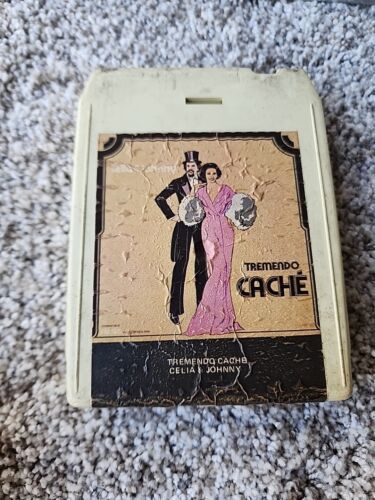 TREMENDO
CACHÉ
TREMENDO CACHE
CELIA & JOHNNY